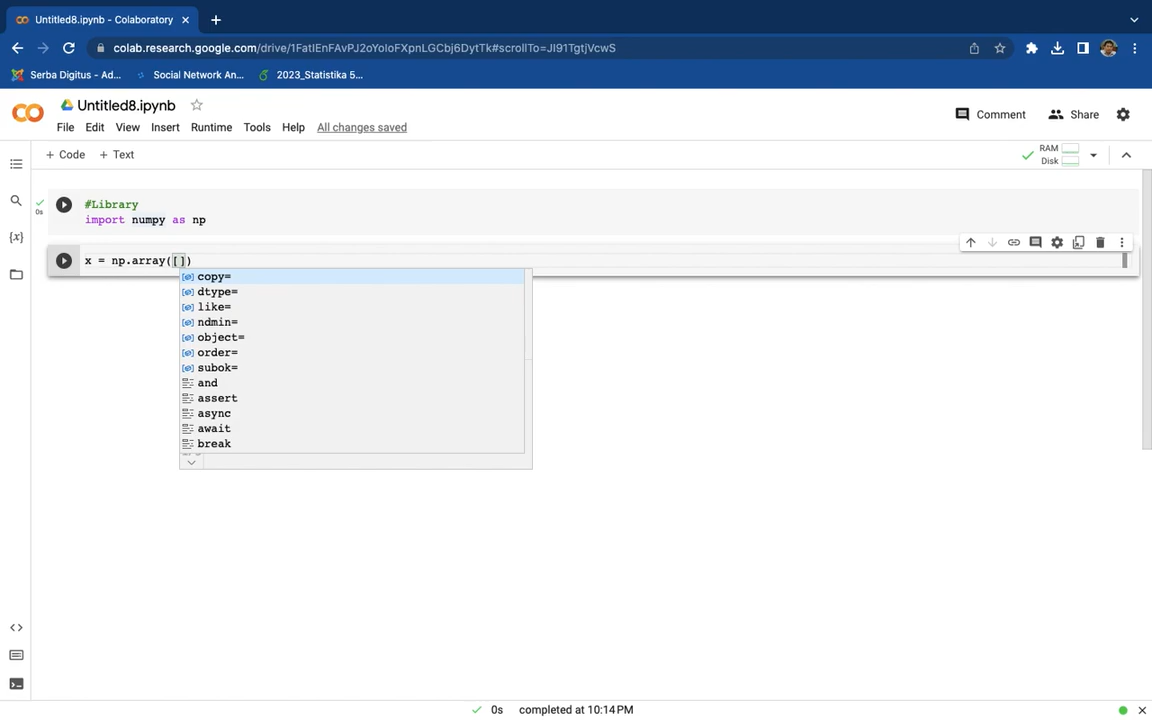 Untitled8.ipynb - Colaboratory
colab.research.google.com/drive/1FatIEnFAvPJ2oYoIoFXpnLGCbj6DytTk#scrollTo=JI91TgtjVcwS
Serba Digitus - Ad...
Social Network An...
2023_Statistika 5...
Untitled8.ipynb
File Edit View Insert Runtime Tools Help All changes saved
Comment
Share
+ Code + Text
RAM
Disk
0s
#Library
import numpy as np
x = np.array([])
copy=
dtype=
like=
ndmin=
object=
order=
subok=
and
assert
async
await
break
0s completed at 10:14 PM